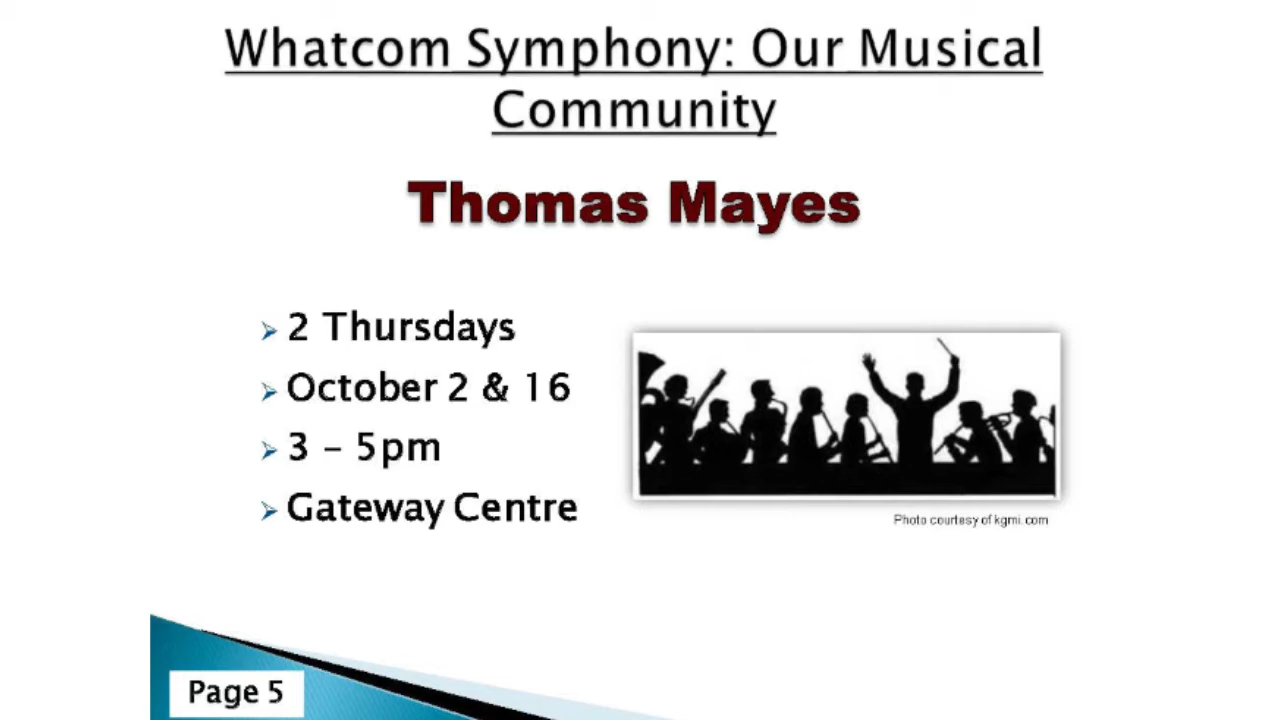 Whatcom Symphony: Our Musical
Community
Thomas Mayes
2 Thursdays
October 2 & 16
3 – 5pm
Gateway Centre
Photo courtesy of kgmi.com
Page 5